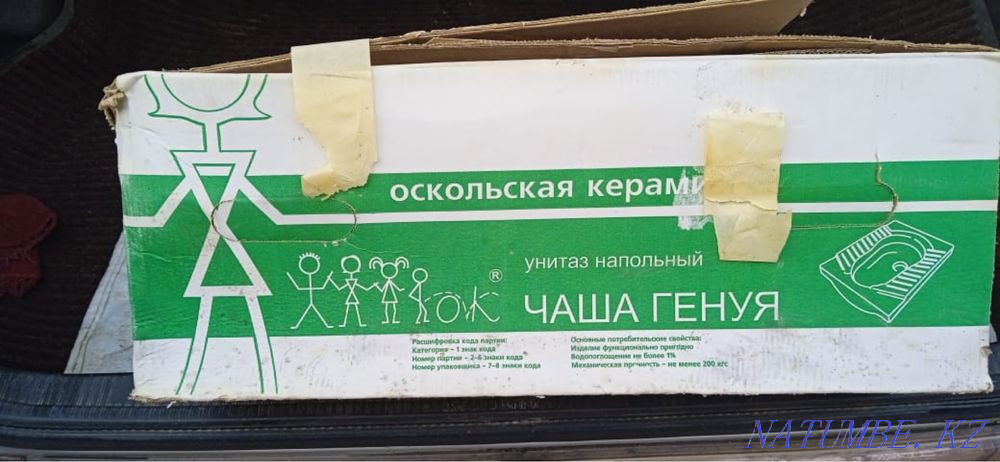 оскольская керами
унитаз напольный
ЧАША ГЕНУЯ
ОУК ®
Расшифровка кода партии:
Категория – 1 знак кода
Номер партии – 2–6 знаки кода
Номер упаковщика – 7–8 знаки кода
Основные потребительские свойства:
Изделие функционально пригодно
Водопоглощение не более 1%
Механическая прочность – не менее 200 кгс
NATUMBE.KZ